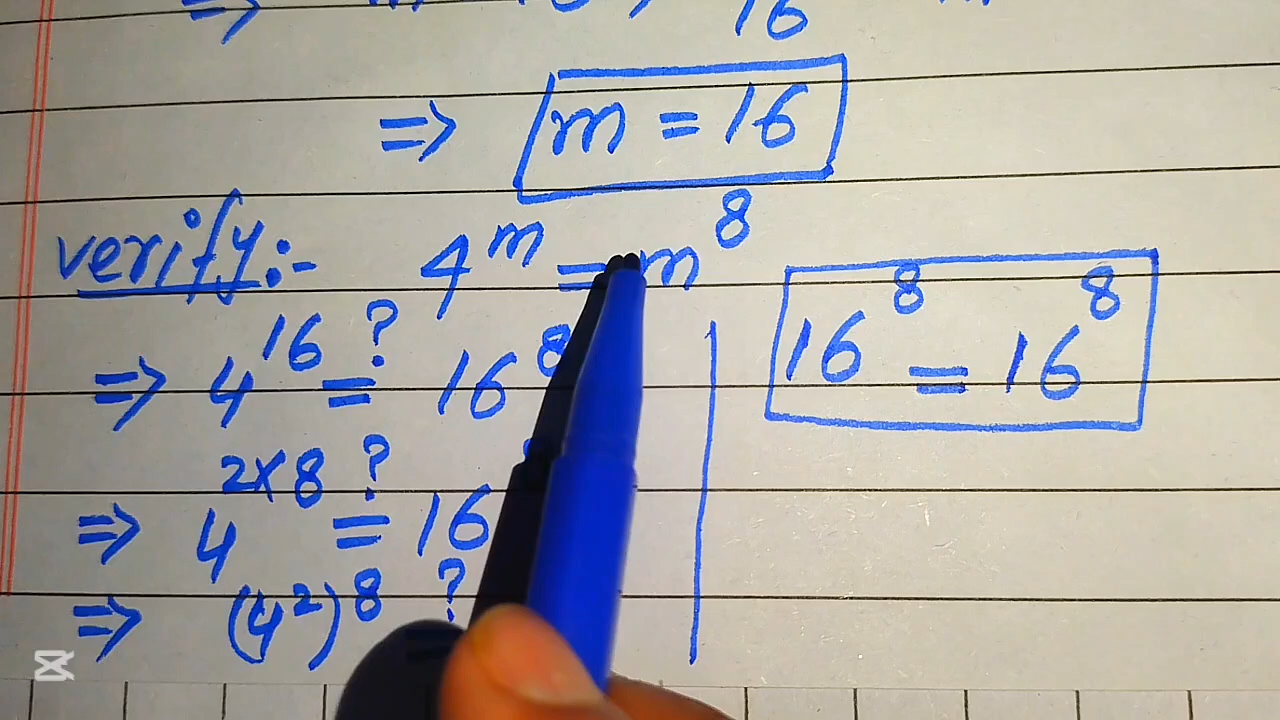 => m 16
=> m = 16
verify:- 4^m = m^8
=> 4^16 ?= 16^8
=> 4^2×8 ?= 16
=> (4^2)^8 ?
16^8 = 16^8